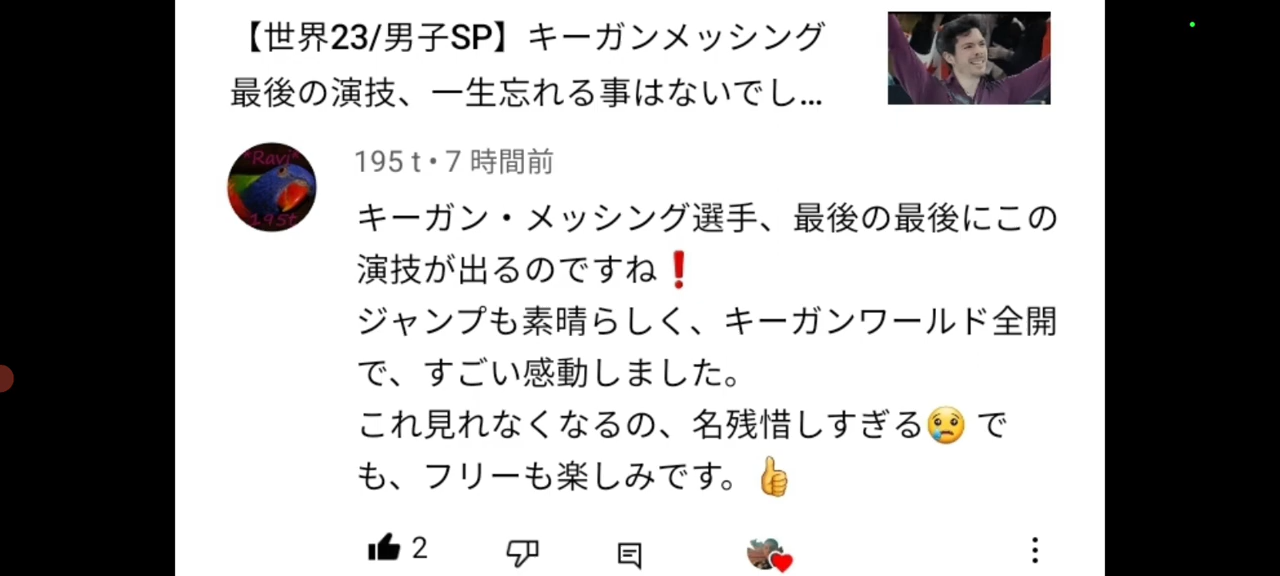 【世界23/男子SP】キーガンメッシング
最後の演技、一生忘れる事はないでし...
"Ravi"
195t
195 t • 7 時間前
キーガン・メッシング選手、最後の最後にこの
演技が出るのですね❗
ジャンプも素晴らしく、キーガンワールド全開
で、すごい感動しました。
これ見れなくなるの、名残惜しすぎる😢 で
も、フリーも楽しみです。👍
2